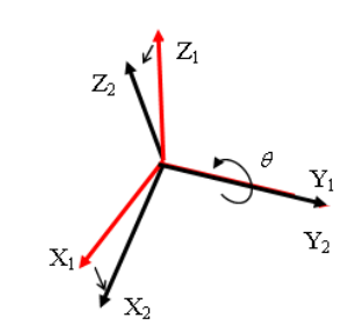 Z₁
Z₂
θ
Y₁
Y₂
X₁
X₂